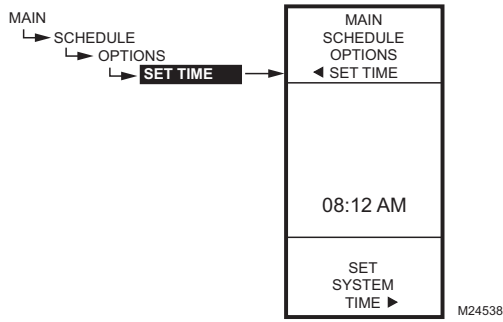 MAIN
SCHEDULE
OPTIONS
SET TIME
MAIN
SCHEDULE
OPTIONS
◀ SET TIME
08:12 AM
SET
SYSTEM
TIME ▶
M24538